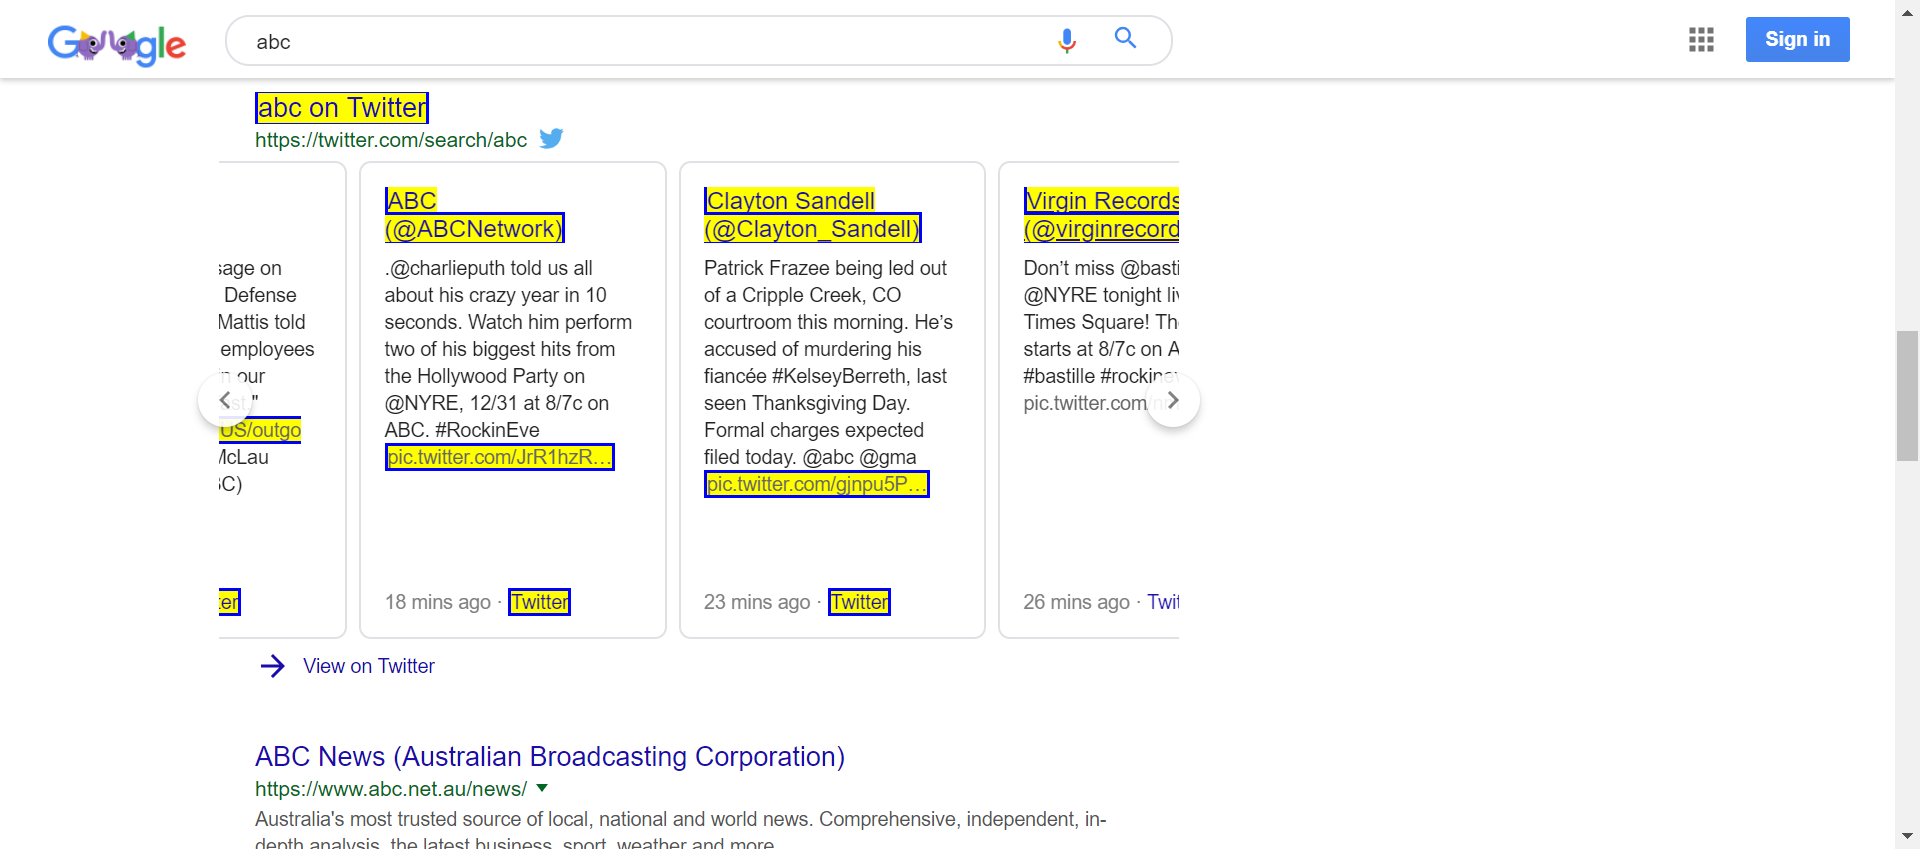 Google
abc
Sign in
abc on Twitter
https://twitter.com/search/abc
sage on
Defense
Mattis told
employees
n our
ast."
US/outgo
McLau
BC)
ter
ABC
(@ABCNetwork)
.@charlieputh told us all
about his crazy year in 10
seconds. Watch him perform
two of his biggest hits from
the Hollywood Party on
@NYRE, 12/31 at 8/7c on
ABC. #RockinEve
pic.twitter.com/JrR1hzR...
18 mins ago · Twitter
Clayton Sandell
(@Clayton_Sandell)
Patrick Frazee being led out
of a Cripple Creek, CO
courtroom this morning. He’s
accused of murdering his
fiancée #KelseyBerreth, last
seen Thanksgiving Day.
Formal charges expected
filed today. @abc @gma
pic.twitter.com/gjnpu5P...
23 mins ago · Twitter
Virgin Records
(@virginrecord
Don’t miss @basti
@NYRE tonight liv
Times Square! Th
starts at 8/7c on A
#bastille #rockinev
pic.twitter.com/
26 mins ago · Twit
View on Twitter
ABC News (Australian Broadcasting Corporation)
https://www.abc.net.au/news/
Australia's most trusted source of local, national and world news. Comprehensive, independent, in-
depth analysis, the latest business, sport, weather and more.